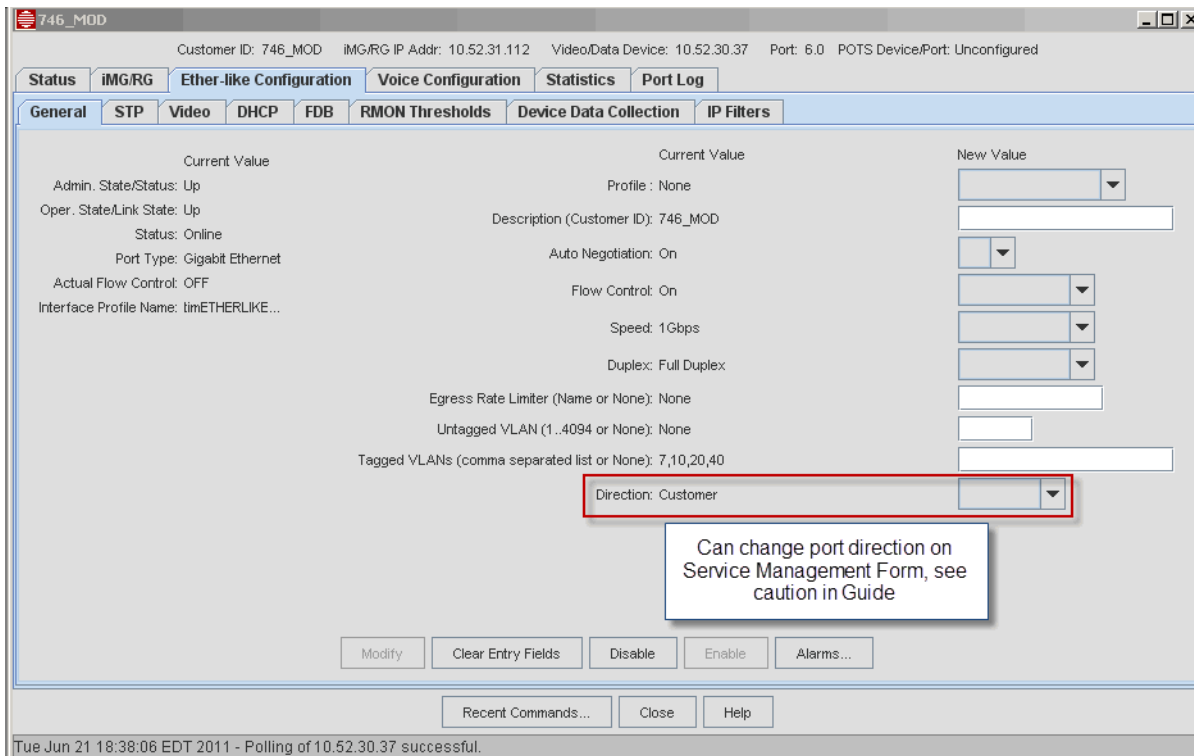 746_MOD
Customer ID: 746_MOD iMG/RG IP Addr: 10.52.31.112 Video/Data Device: 10.52.30.37 Port: 6.0 POTS Device/Port: Unconfigured
Status iMG/RG Ether-like Configuration Voice Configuration Statistics Port Log
General STP Video DHCP FDB RMON Thresholds Device Data Collection IP Filters
Current Value
Admin. State/Status: Up
Oper. State/Link State: Up
Status: Online
Port Type: Gigabit Ethernet
Actual Flow Control: OFF
Interface Profile Name: timETHERLIKE...
Current Value New Value
Profile : None
Description (Customer ID): 746_MOD
Auto Negotiation: On
Flow Control: On
Speed: 1Gbps
Duplex: Full Duplex
Egress Rate Limiter (Name or None): None
Untagged VLAN (1..4094 or None): None
Tagged VLANs (comma separated list or None): 7,10,20,40
Direction: Customer
Can change port direction on
Service Management Form, see
caution in Guide
Modify Clear Entry Fields Disable Enable Alarms...
Recent Commands... Close Help
Tue Jun 21 18:38:06 EDT 2011 - Polling of 10.52.30.37 successful.